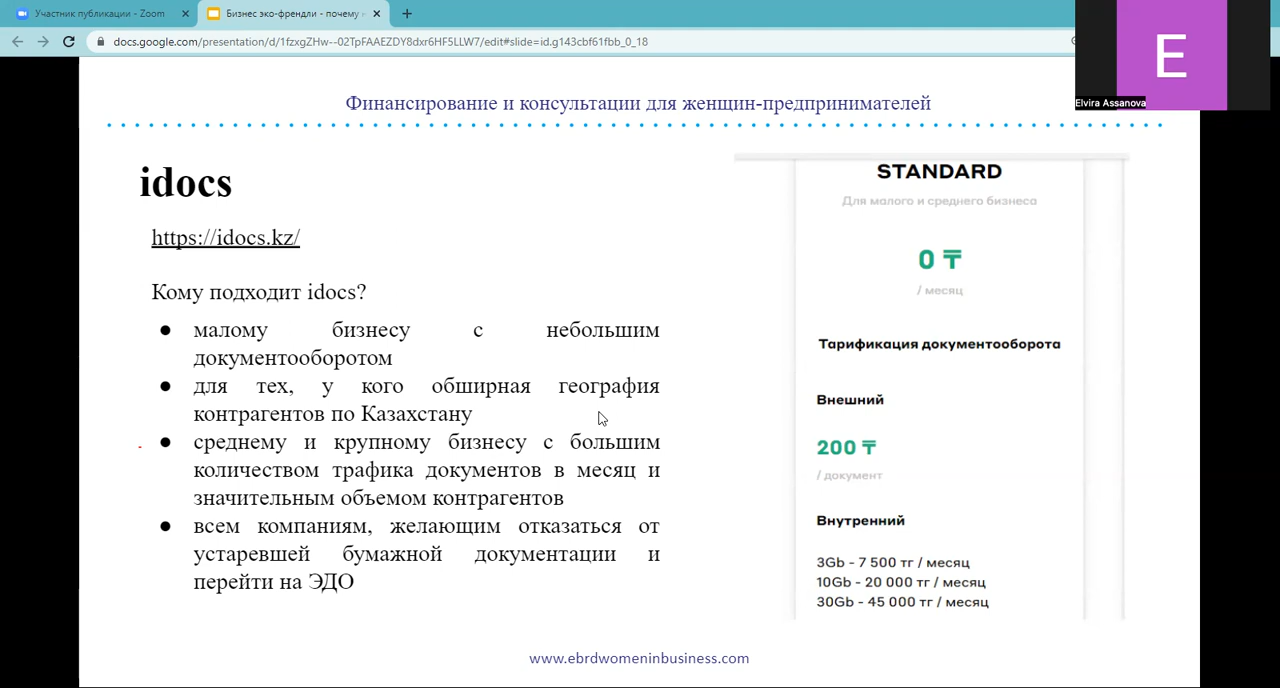 Участник публикации - Zoom
Бизнес эко-френдли - почему
docs.google.com/presentation/d/1fzxgZHw--02TpFAAEZDY8dxr6HF5LLW7/edit#slide=id.g143cbf61fbb_0_18
E
Elvira Assanova
Финансирование и консультации для женщин-предпринимателей
idocs
https://idocs.kz/
Кому подходит idocs?
● малому бизнесу с небольшим
документооборотом
● для тех, у кого обширная география
контрагентов по Казахстану
● среднему и крупному бизнесу с большим
количеством трафика документов в месяц и
значительным объемом контрагентов
● всем компаниям, желающим отказаться от
устаревшей бумажной документации и
перейти на ЭДО
STANDARD
Для малого и среднего бизнеса
0 ₸
/ месяц
Тарификация документооборота
Внешний
200 ₸
/ документ
Внутренний
3Gb - 7 500 тг / месяц
10Gb - 20 000 тг / месяц
30Gb - 45 000 тг / месяц
www.ebrdwomeninbusiness.com